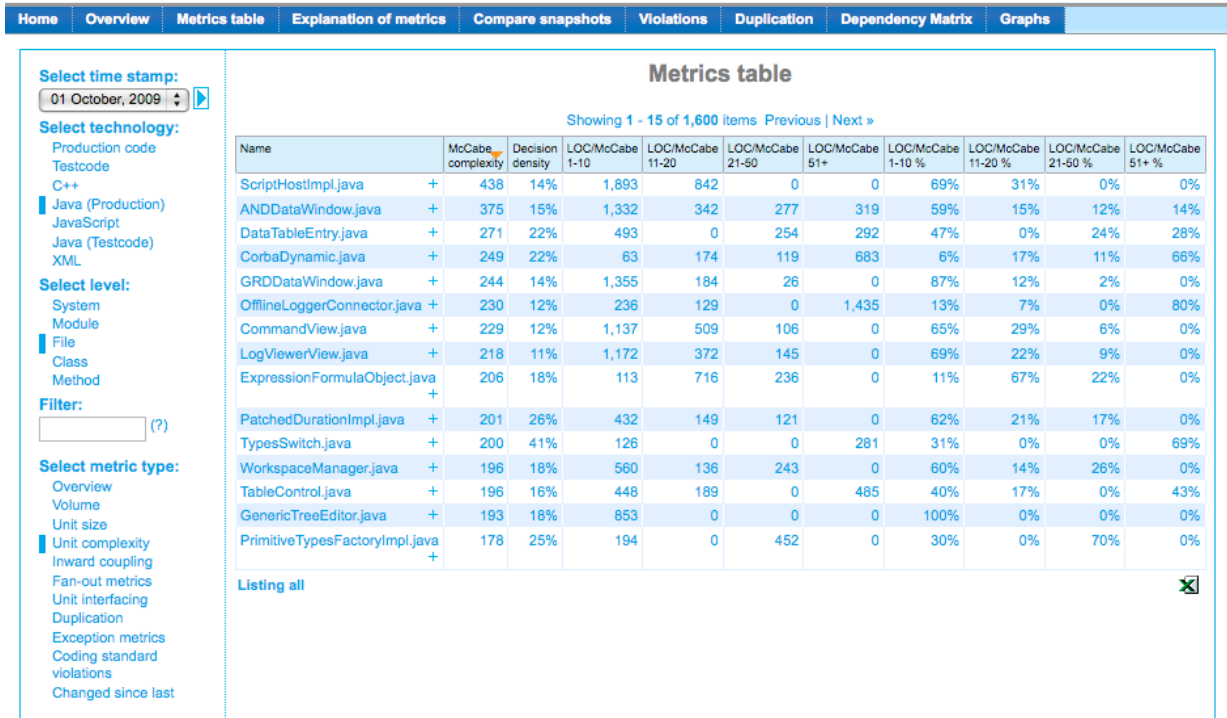 Home Overview Metrics table Explanation of metrics Compare snapshots Violations Duplication Dependency Matrix Graphs
Select time stamp:
01 October, 2009
Select technology:
Production code
Testcode
C++
Java (Production)
JavaScript
Java (Testcode)
XML
Select level:
System
Module
File
Class
Method
Filter:
(?)
Select metric type:
Overview
Volume
Unit size
Unit complexity
Inward coupling
Fan-out metrics
Unit interfacing
Duplication
Exception metrics
Coding standard
violations
Changed since last
Metrics table
Showing 1 - 15 of 1,600 items Previous | Next »
Name McCabe Decision LOC/McCabe LOC/McCabe LOC/McCabe LOC/McCabe LOC/McCabe LOC/McCabe LOC/McCabe LOC/McCabe
complexity density 1-10 11-20 21-50 51+ 1-10 % 11-20 % 21-50 % 51+ %
ScriptHostImpl.java + 438 14% 1,893 842 0 0 69% 31% 0% 0%
ANDDataWindow.java + 375 15% 1,332 342 277 319 59% 15% 12% 14%
DataTableEntry.java + 271 22% 493 0 254 292 47% 0% 24% 28%
CorbaDynamic.java + 249 22% 63 174 119 683 6% 17% 11% 66%
GRDDataWindow.java + 244 14% 1,355 184 26 0 87% 12% 2% 0%
OfflineLoggerConnector.java + 230 12% 236 129 0 1,435 13% 7% 0% 80%
CommandView.java + 229 12% 1,137 509 106 0 65% 29% 6% 0%
LogViewerView.java + 218 11% 1,172 372 145 0 69% 22% 9% 0%
ExpressionFormulaObject.java 206 18% 113 716 236 0 11% 67% 22% 0%
+
PatchedDurationImpl.java + 201 26% 432 149 121 0 62% 21% 17% 0%
TypesSwitch.java + 200 41% 126 0 0 281 31% 0% 0% 69%
WorkspaceManager.java + 196 18% 560 136 243 0 60% 14% 26% 0%
TableControl.java + 196 16% 448 189 0 485 40% 17% 0% 43%
GenericTreeEditor.java + 193 18% 853 0 0 0 100% 0% 0% 0%
PrimitiveTypesFactoryImpl.java 178 25% 194 0 452 0 30% 0% 70% 0%
+
Listing all